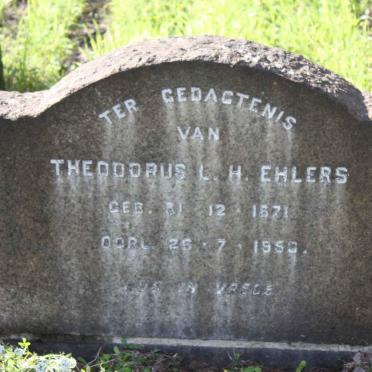 TER GEDAGTENIS
VAN
THEODORUS L. H. EHLERS
GEB. 31 · 12 · 1871
OORL. 26 · 7 · 1950.
RUS IN VREDE